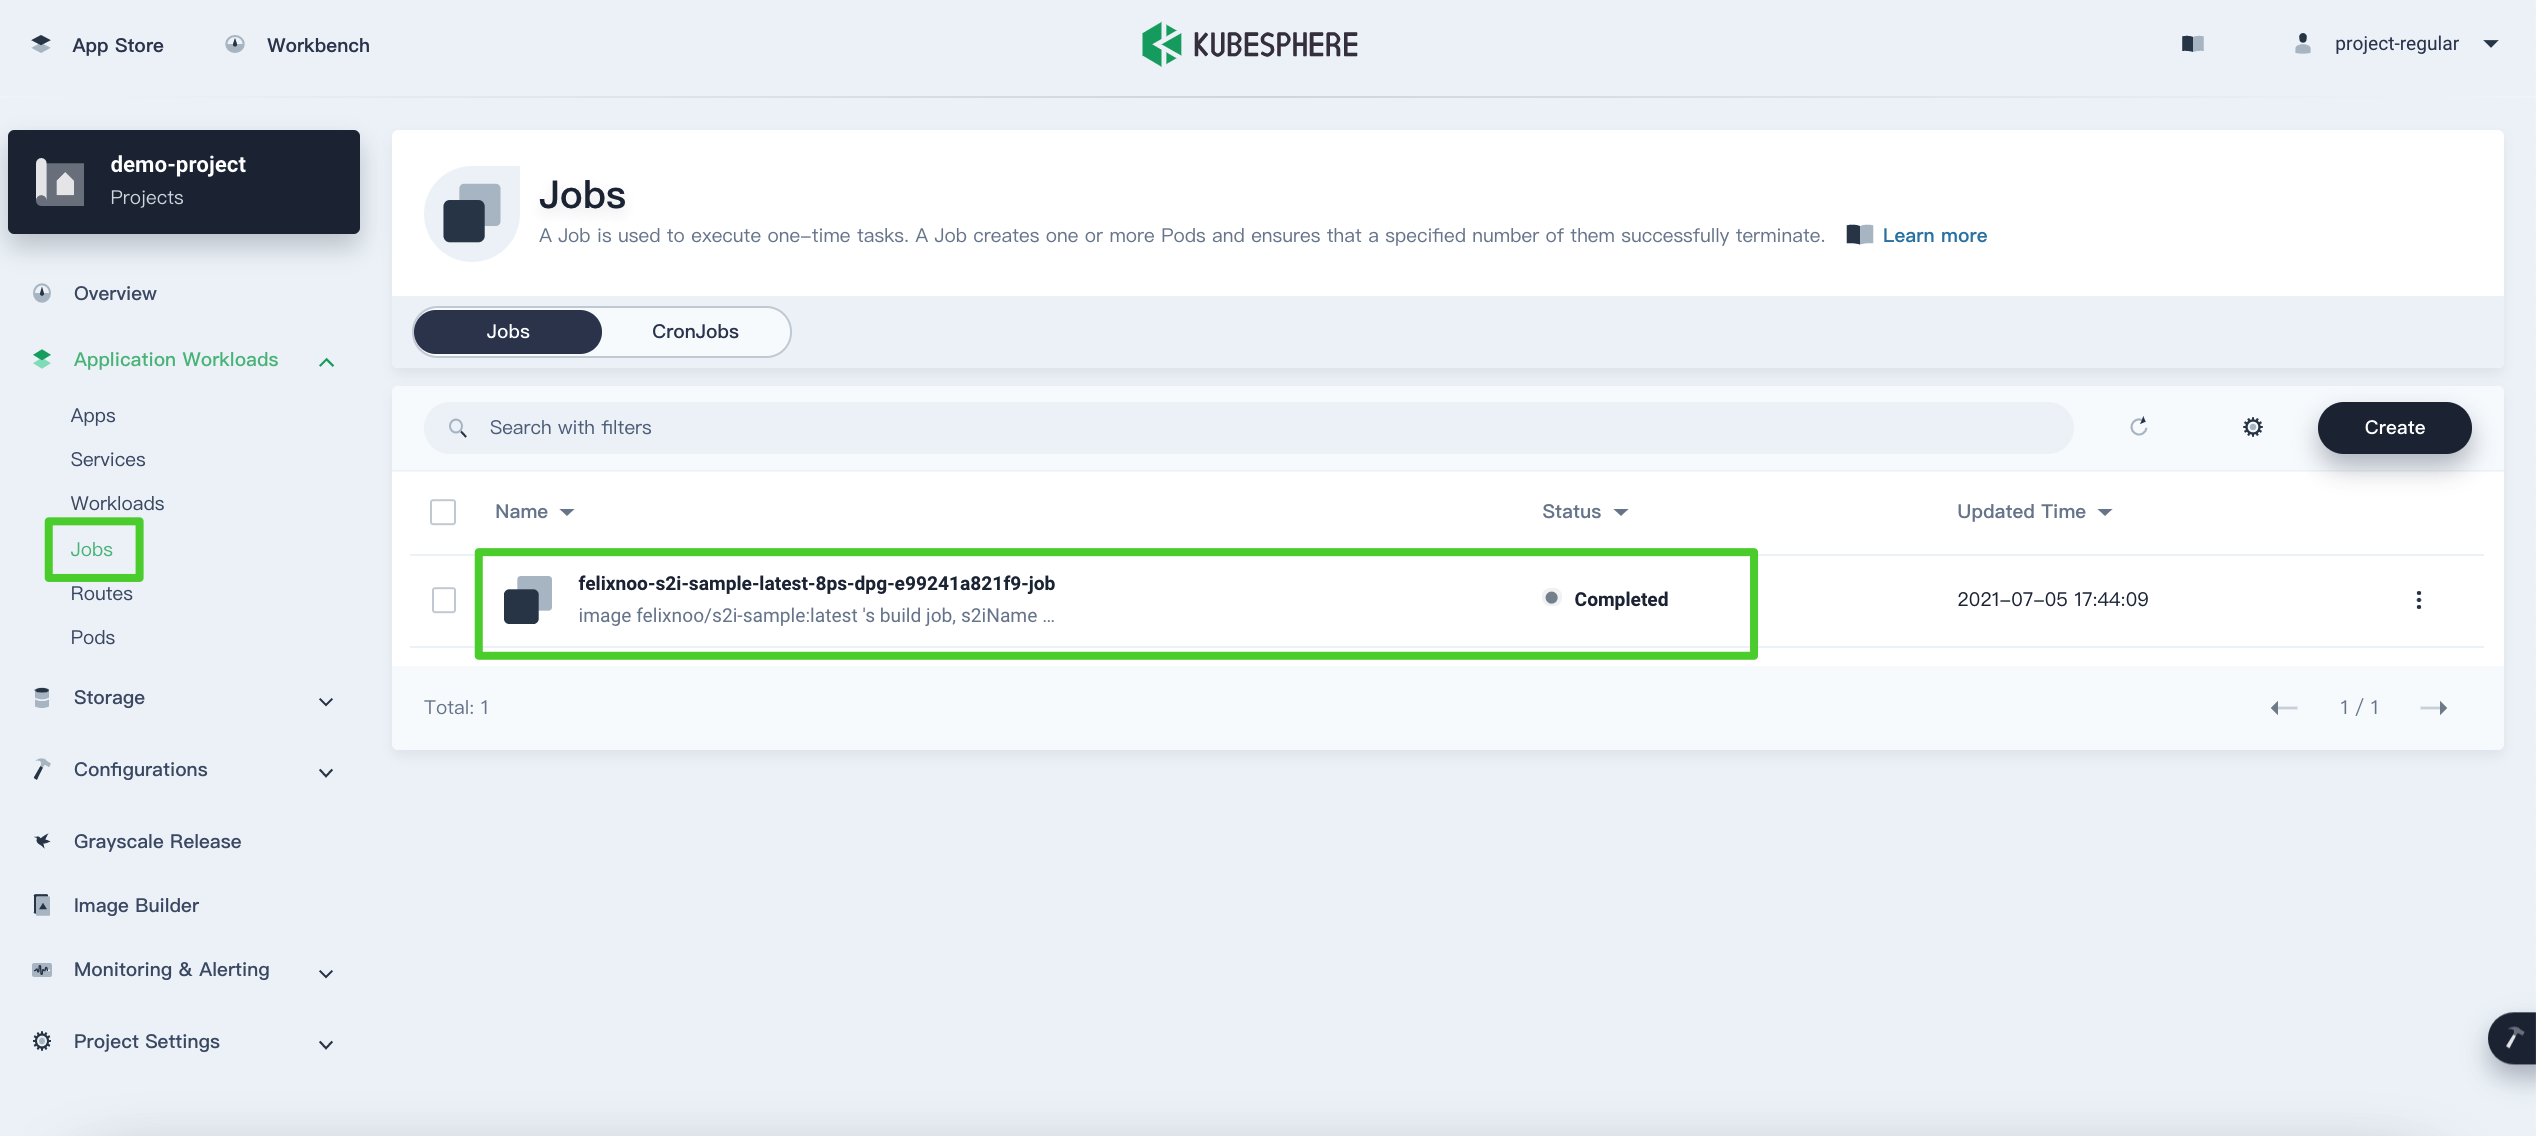 App Store
Workbench
KUBESPHERE
project-regular
demo-project
Projects
Overview
Application Workloads
Apps
Services
Workloads
Jobs
Routes
Pods
Storage
Configurations
Grayscale Release
Image Builder
Monitoring & Alerting
Project Settings
Jobs
A Job is used to execute one-time tasks. A Job creates one or more Pods and ensures that a specified number of them successfully terminate. Learn more
Jobs
CronJobs
Search with filters
Create
Name
Status
Updated Time
felixnoo-s2i-sample-latest-8ps-dpg-e99241a821f9-job
image felixnoo/s2i-sample:latest 's build job, s2iName ...
Completed
2021-07-05 17:44:09
Total: 1
1 / 1